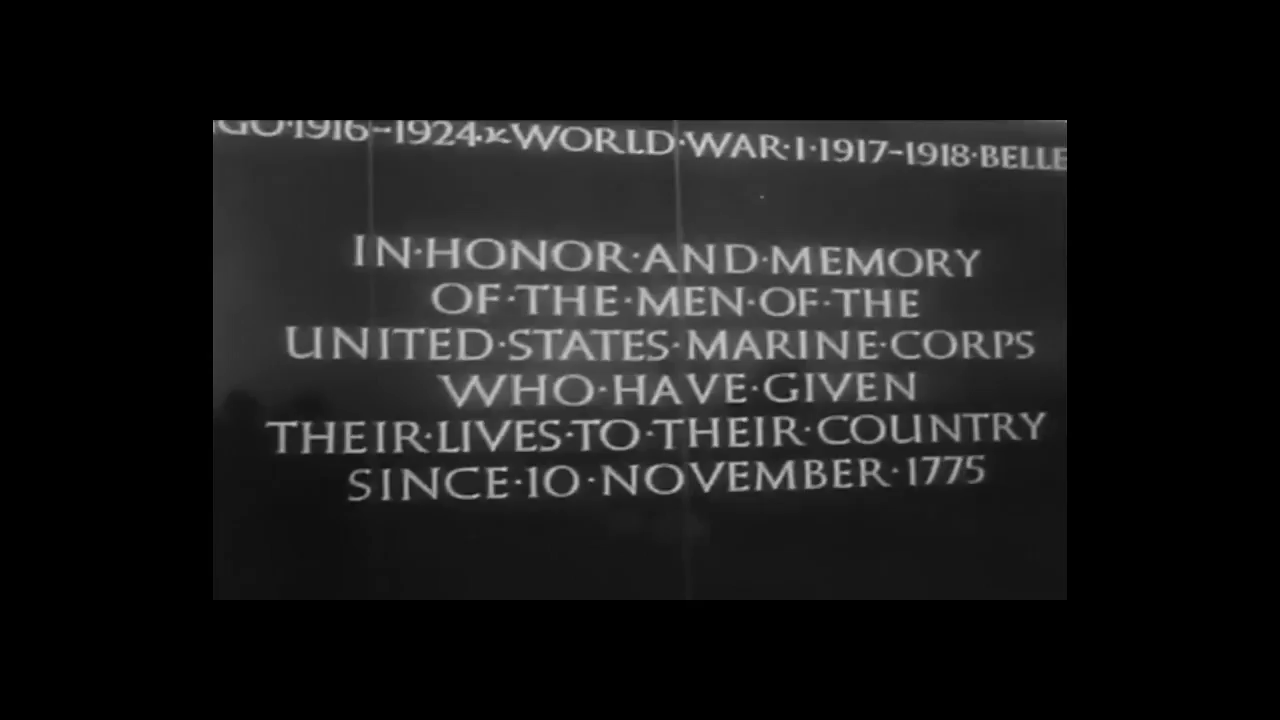 GO·1916-1924·WORLD·WAR·I·1917-1918·BELLE
IN·HONOR·AND·MEMORY
OF·THE·MEN·OF·THE
UNITED·STATES·MARINE·CORPS
WHO·HAVE·GIVEN
THEIR·LIVES·TO·THEIR·COUNTRY
SINCE·10·NOVEMBER·1775